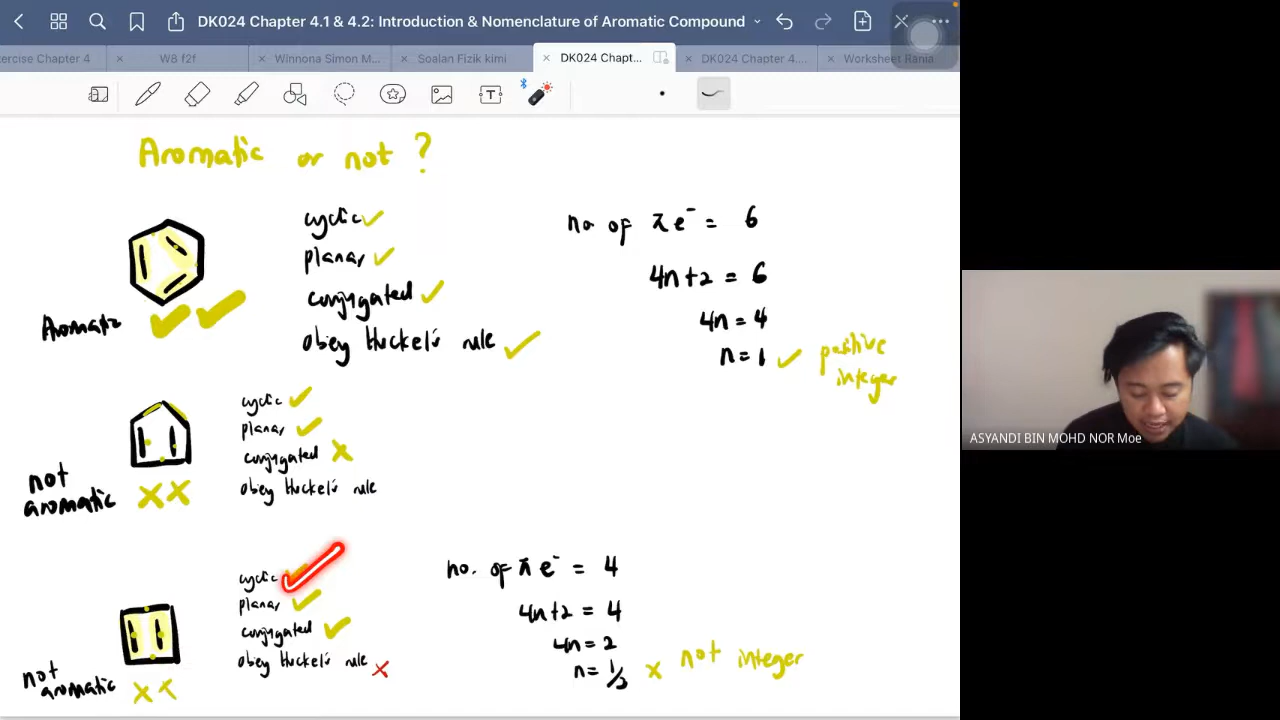 DK024 Chapter 4.1 & 4.2: Introduction & Nomenclature of Aromatic Compound
ercise Chapter 4
W8 f2f
Winnona Simon M...
Soalan Fizik kimi
DK024 Chapt...
DK024 Chapter 4....
Worksheet Rania
Aromatic or not ?
cyclic ✓
planar ✓
conjugated ✓
obey Huckel's rule ✓
Aromatic
no. of π e⁻ = 6
4n+2 = 6
4n = 4
n = 1 ✓ positive
integer
cyclic ✓
planar ✓
conjugated ✗
obey Huckel's rule
not
aromatic ✗✗
cyclic ✓
planar ✓
conjugated ✓
obey Huckel's rule ✗
not
aromatic ✗✗
no. of π e⁻ = 4
4n+2 = 4
4n = 2
n = 1/2 ✗ not integer
ASYANDI BIN MOHD NOR Moe